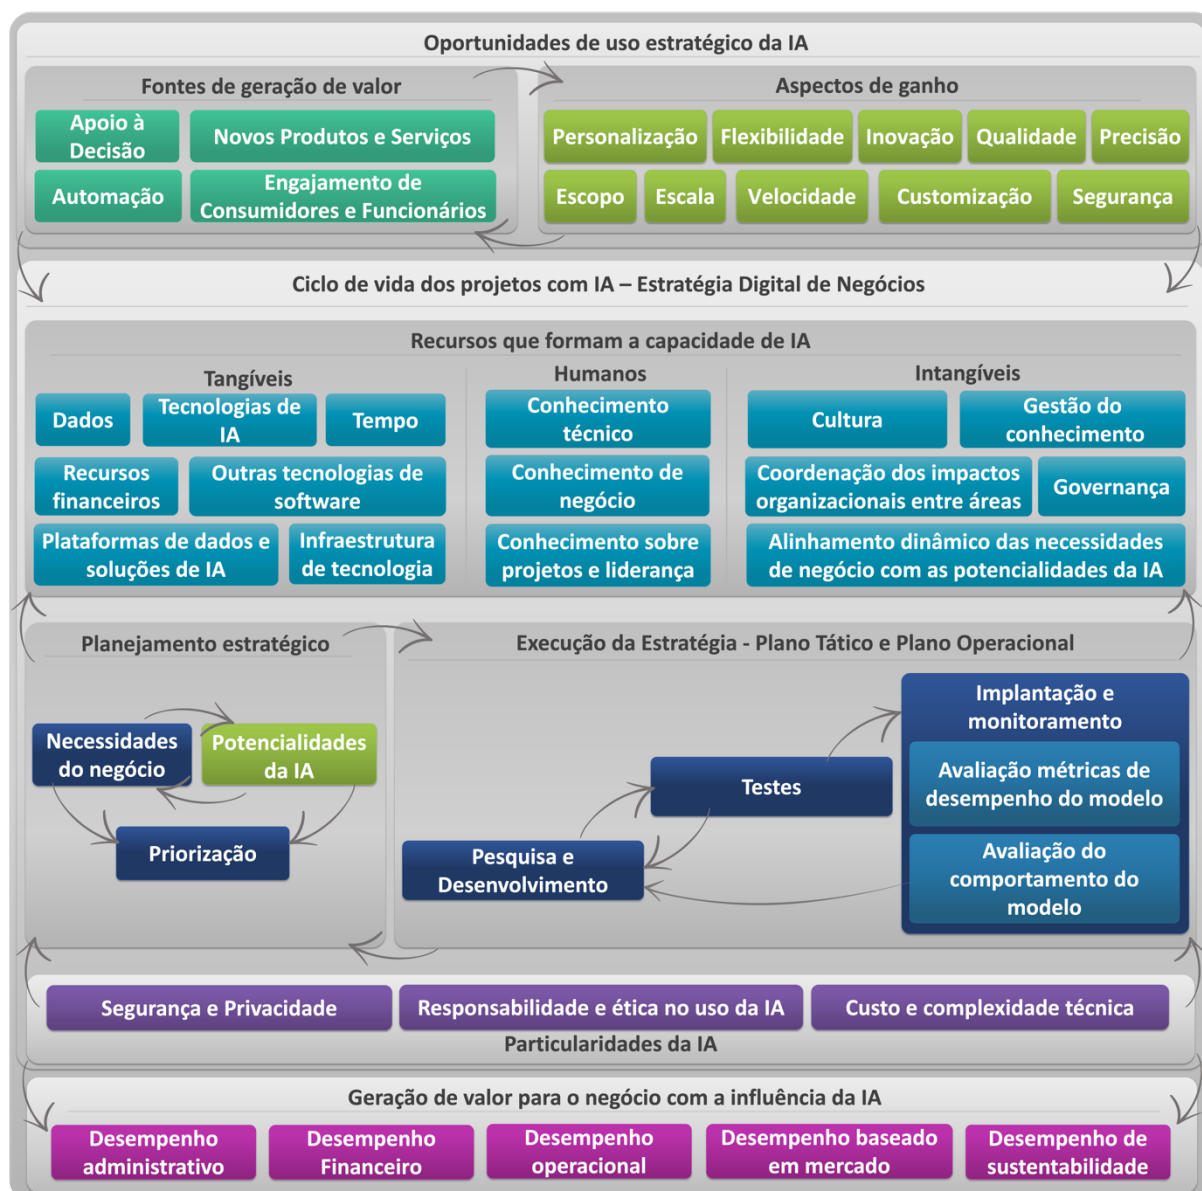 Oportunidades de uso estratégico da IA
Fontes de geração de valor
Apoio à
Decisão
Novos Produtos e Serviços
Automação
Engajamento de
Consumidores e Funcionários
Aspectos de ganho
Personalização
Flexibilidade
Inovação
Qualidade
Precisão
Escopo
Escala
Velocidade
Customização
Segurança
Ciclo de vida dos projetos com IA – Estratégia Digital de Negócios
Recursos que formam a capacidade de IA
Tangíveis
Dados
Tecnologias de
IA
Tempo
Recursos
financeiros
Outras tecnologias de
software
Plataformas de dados e
soluções de IA
Infraestrutura
de tecnologia
Humanos
Conhecimento
técnico
Conhecimento de
negócio
Conhecimento sobre
projetos e liderança
Intangíveis
Cultura
Gestão do
conhecimento
Coordenação dos impactos
organizacionais entre áreas
Governança
Alinhamento dinâmico das necessidades
de negócio com as potencialidades da IA
Planejamento estratégico
Necessidades
do negócio
Potencialidades
da IA
Priorização
Execução da Estratégia - Plano Tático e Plano Operacional
Pesquisa e
Desenvolvimento
Testes
Implantação e
monitoramento
Avaliação métricas de
desempenho do modelo
Avaliação do
comportamento do
modelo
Segurança e Privacidade
Responsabilidade e ética no uso da IA
Custo e complexidade técnica
Particularidades da IA
Geração de valor para o negócio com a influência da IA
Desempenho
administrativo
Desempenho
Financeiro
Desempenho
operacional
Desempenho baseado
em mercado
Desempenho de
sustentabilidade